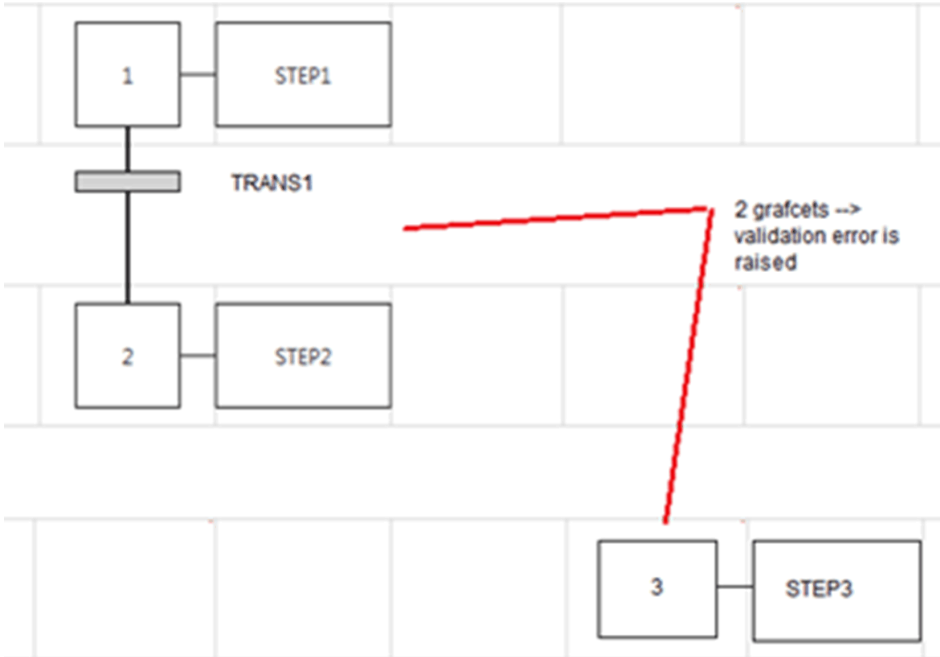 1
STEP1
TRANS1
2 grafcets -->
validation error is
raised
2
STEP2
3
STEP3